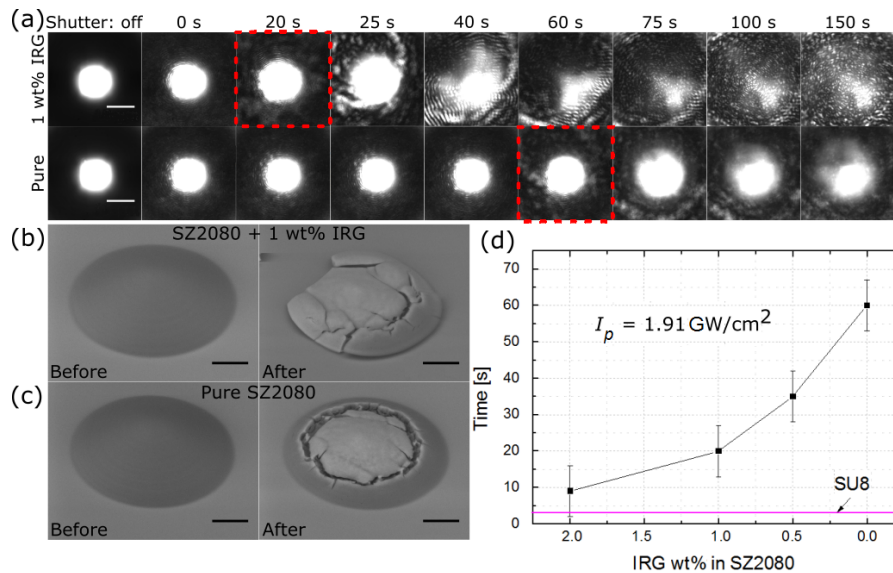 (a) Shutter: off 0 s 20 s 25 s 40 s 60 s 75 s 100 s 150 s
1 wt% IRG
Pure
(b) SZ2080 + 1 wt% IRG
Before After
(c) Pure SZ2080
Before After
(d)
70
60
50
40
30
20
10
0
Time [s]
I_p = 1.91 GW/cm²
SU8
2.0 1.5 1.0 0.5 0.0
IRG wt% in SZ2080